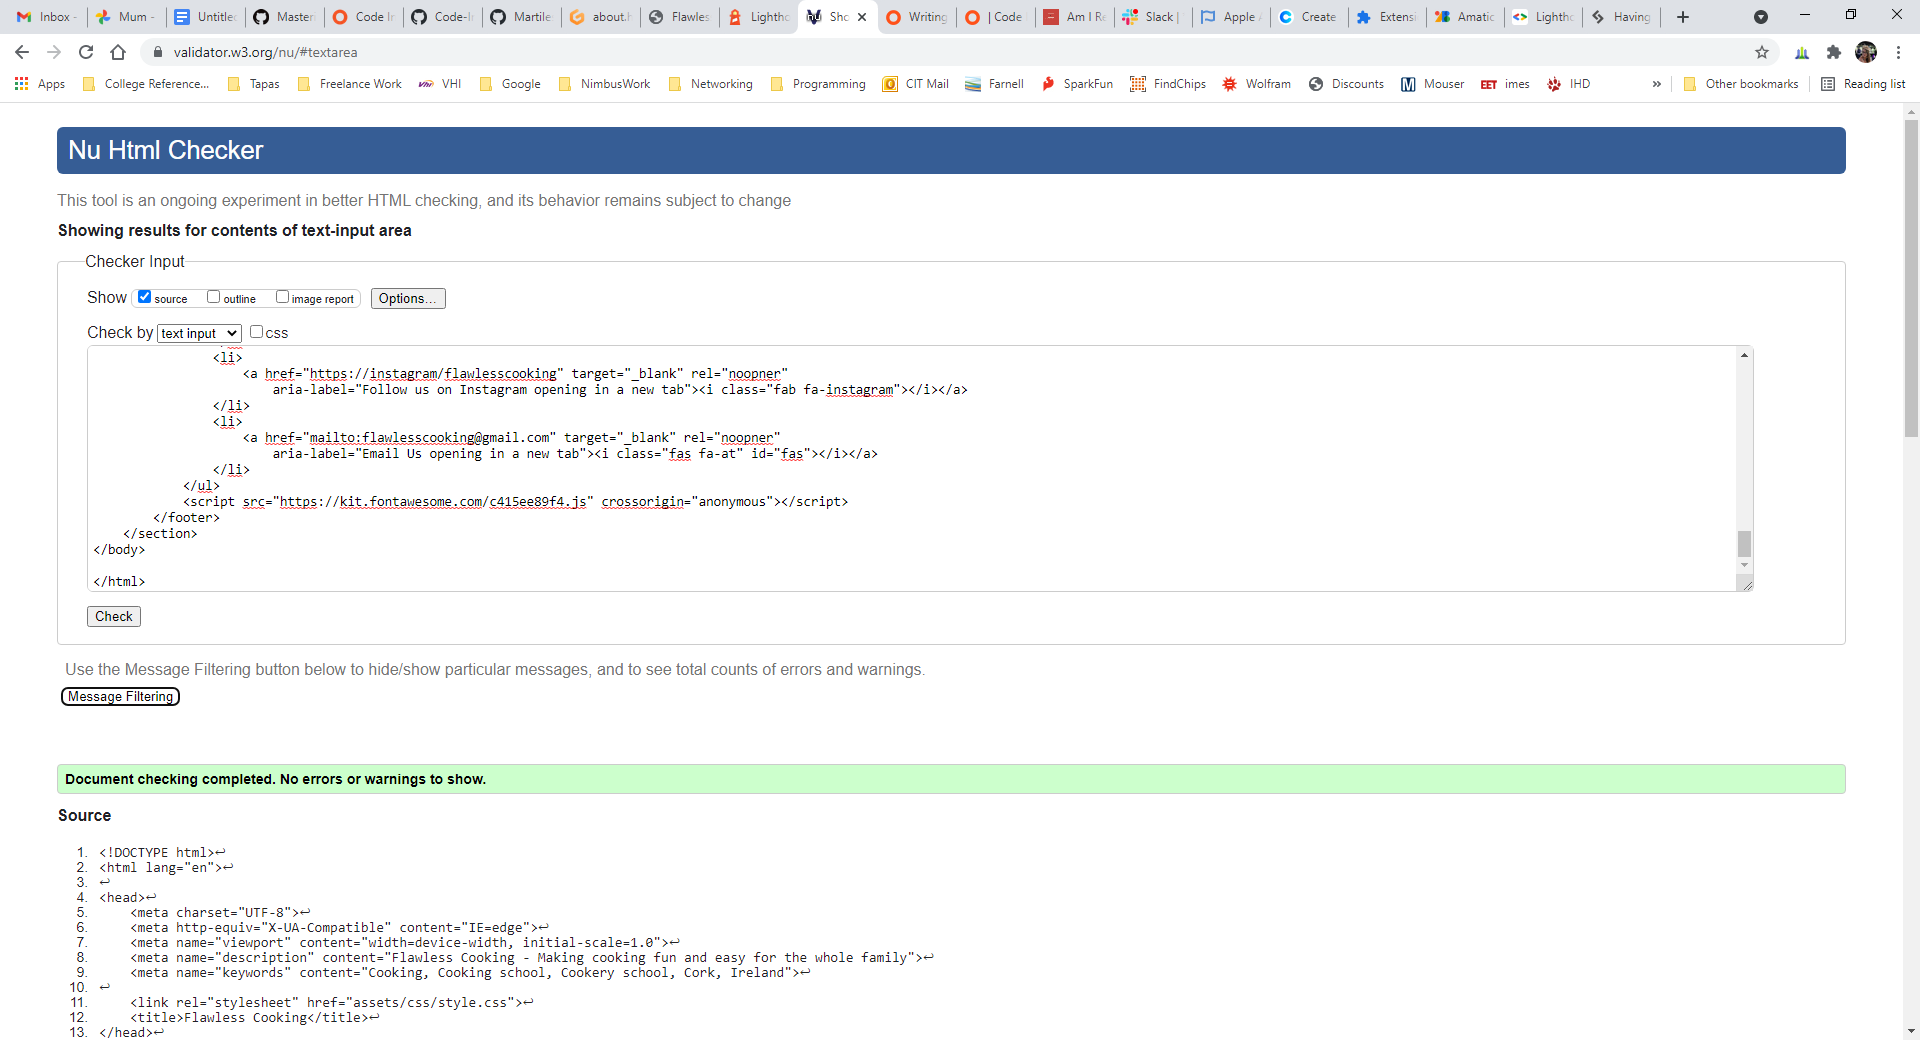 Inbox - Mum - Untitle Master Code In Code-In Martile about.h Flawles Lightho Sho Writing | Code Am I Re Slack | Apple Create Extensi Amatic Lightho Having
validator.w3.org/nu/#textarea
Apps College Reference... Tapas Freelance Work VHI Google NimbusWork Networking Programming CIT Mail Farnell SparkFun FindChips Wolfram Discounts Mouser EET imes IHD » Other bookmarks Reading list
Nu Html Checker
This tool is an ongoing experiment in better HTML checking, and its behavior remains subject to change
Showing results for contents of text-input area
Checker Input
Show source outline image report Options...
Check by text input css
<li>
<a href="https://instagram/flawlesscooking" target="_blank" rel="noopner"
aria-label="Follow us on Instagram opening in a new tab"><i class="fab fa-instagram"></i></a>
</li>
<li>
<a href="mailto:flawlesscooking@gmail.com" target="_blank" rel="noopner"
aria-label="Email Us opening in a new tab"><i class="fas fa-at" id="fas"></i></a>
</li>
</ul>
<script src="https://kit.fontawesome.com/c415ee89f4.js" crossorigin="anonymous"></script>
</footer>
</section>
</body>
</html>
Check
Use the Message Filtering button below to hide/show particular messages, and to see total counts of errors and warnings.
Message Filtering
Document checking completed. No errors or warnings to show.
Source
1. <!DOCTYPE html>↩
2. <html lang="en">↩
3. ↩
4. <head>↩
5. <meta charset="UTF-8">↩
6. <meta http-equiv="X-UA-Compatible" content="IE=edge">↩
7. <meta name="viewport" content="width=device-width, initial-scale=1.0">↩
8. <meta name="description" content="Flawless Cooking - Making cooking fun and easy for the whole family">↩
9. <meta name="keywords" content="Cooking, Cooking school, Cookery school, Cork, Ireland">↩
10. ↩
11. <link rel="stylesheet" href="assets/css/style.css">↩
12. <title>Flawless Cooking</title>↩
13. </head>↩